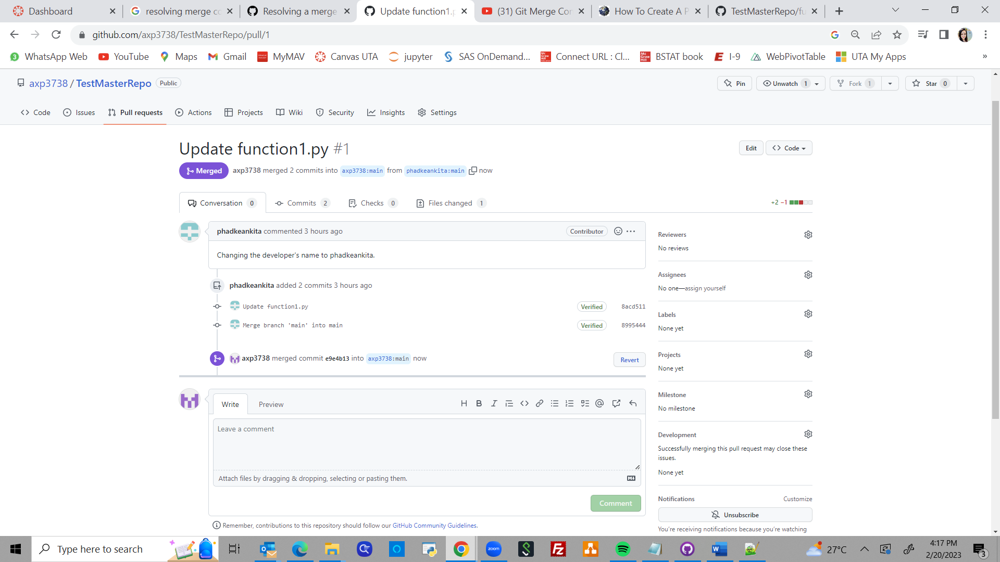 Dashboard
resolving merge co
Resolving a merge
Update function1.p
(31) Git Merge Con
How To Create A P
TestMasterRepo/fu
github.com/axp3738/TestMasterRepo/pull/1
WhatsApp Web
YouTube
Maps
Gmail
MyMAV
Canvas UTA
jupyter
SAS OnDemand...
Connect URL : Cl...
BSTAT book
I-9
WebPivotTable
UTA My Apps
»
axp3738 / TestMasterRepo Public
Pin
Unwatch 1
Fork 1
Star 0
Code
Issues
Pull requests
Actions
Projects
Wiki
Security
Insights
Settings
Update function1.py #1
Edit
<> Code
Merged
axp3738 merged 2 commits into axp3738:main from phadkeankita:main now
Conversation 0
Commits 2
Checks 0
Files changed 1
+2 −1
phadkeankita commented 3 hours ago
Contributor
Changing the developer's name to phadkeankita.
phadkeankita added 2 commits 3 hours ago
Update function1.py Verified 8acd511
Merge branch 'main' into main Verified 8995444
axp3738 merged commit e9e4b13 into axp3738:main now
Revert
Write
Preview
Leave a comment
Attach files by dragging & dropping, selecting or pasting them.
Comment
Remember, contributions to this repository should follow our GitHub Community Guidelines.
Reviewers
No reviews
Assignees
No one—assign yourself
Labels
None yet
Projects
None yet
Milestone
No milestone
Development
Successfully merging this pull request may close these
issues.
None yet
Notifications
Customize
Unsubscribe
You're receiving notifications because you're watching
Type here to search
zoom
27°C
4:17 PM
2/20/2023
3